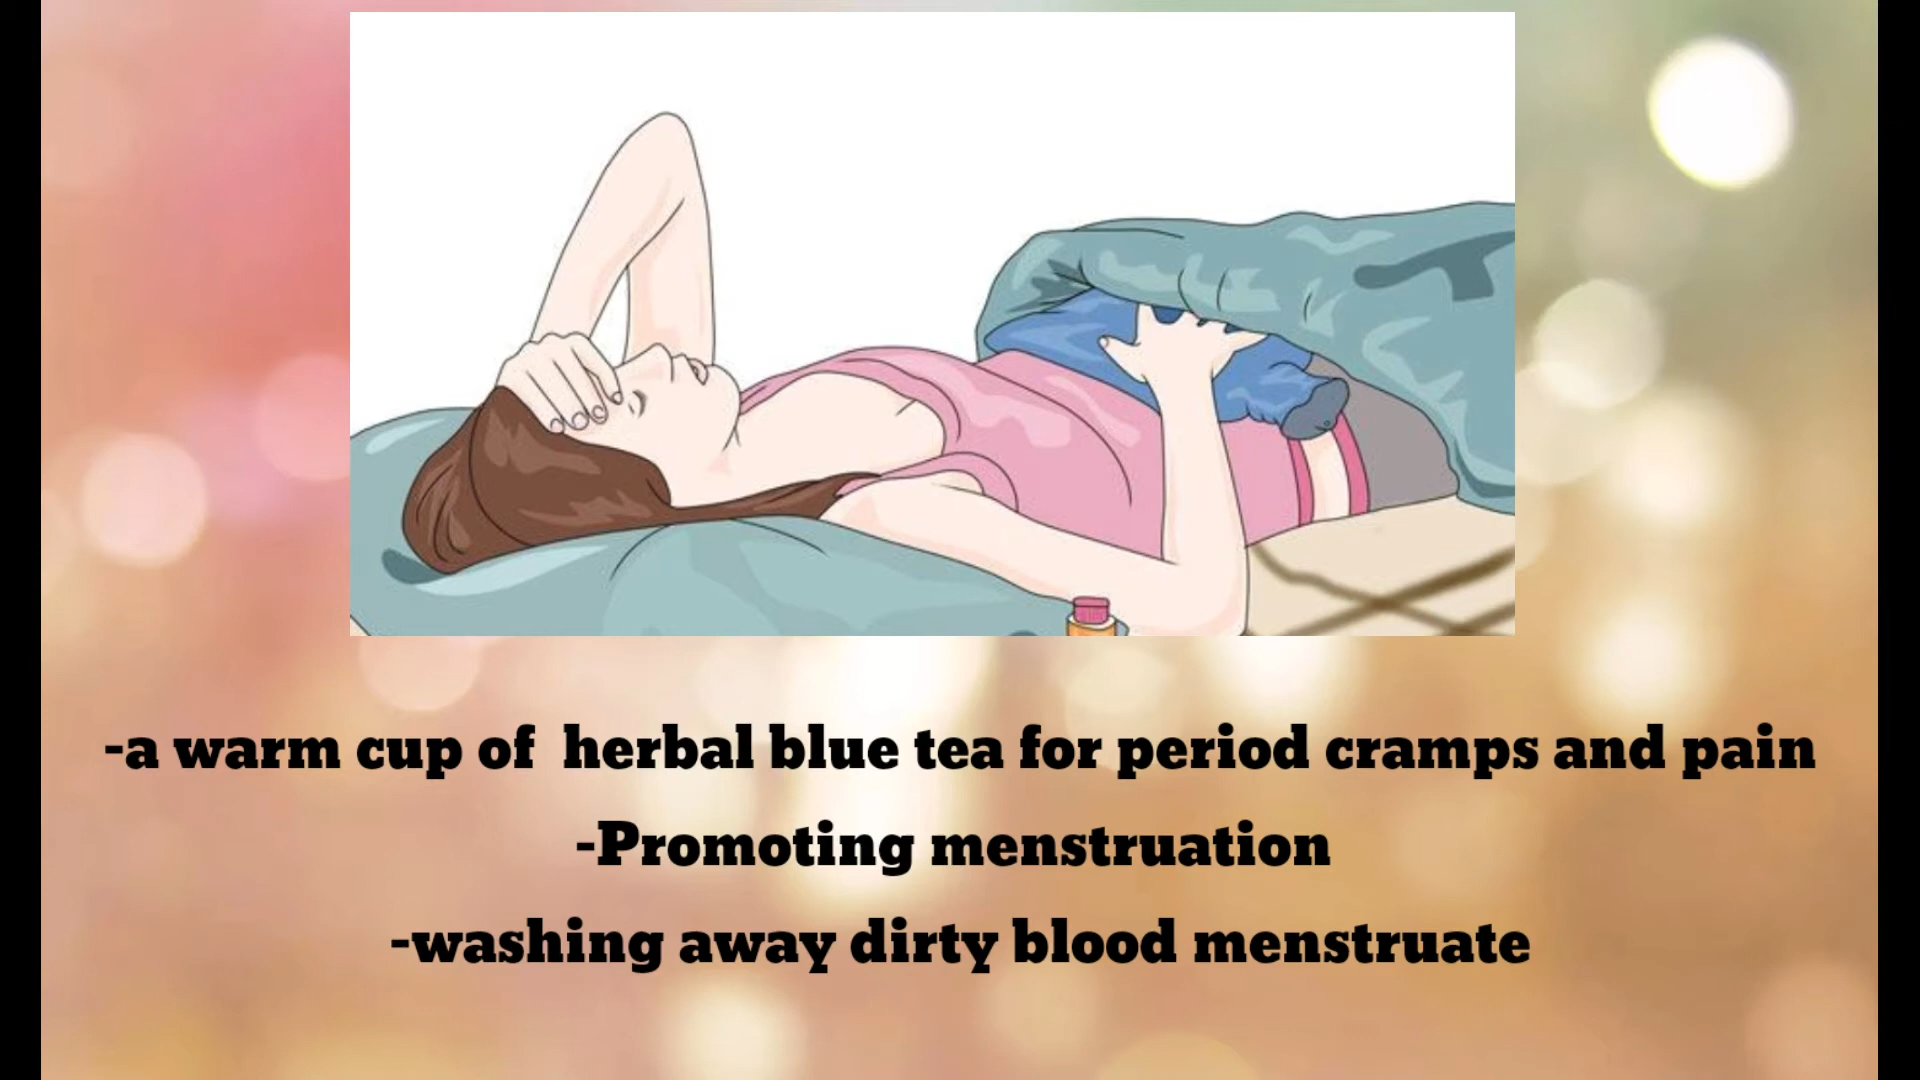 -a warm cup of  herbal blue tea for period cramps and pain
-Promoting menstruation
-washing away dirty blood menstruate